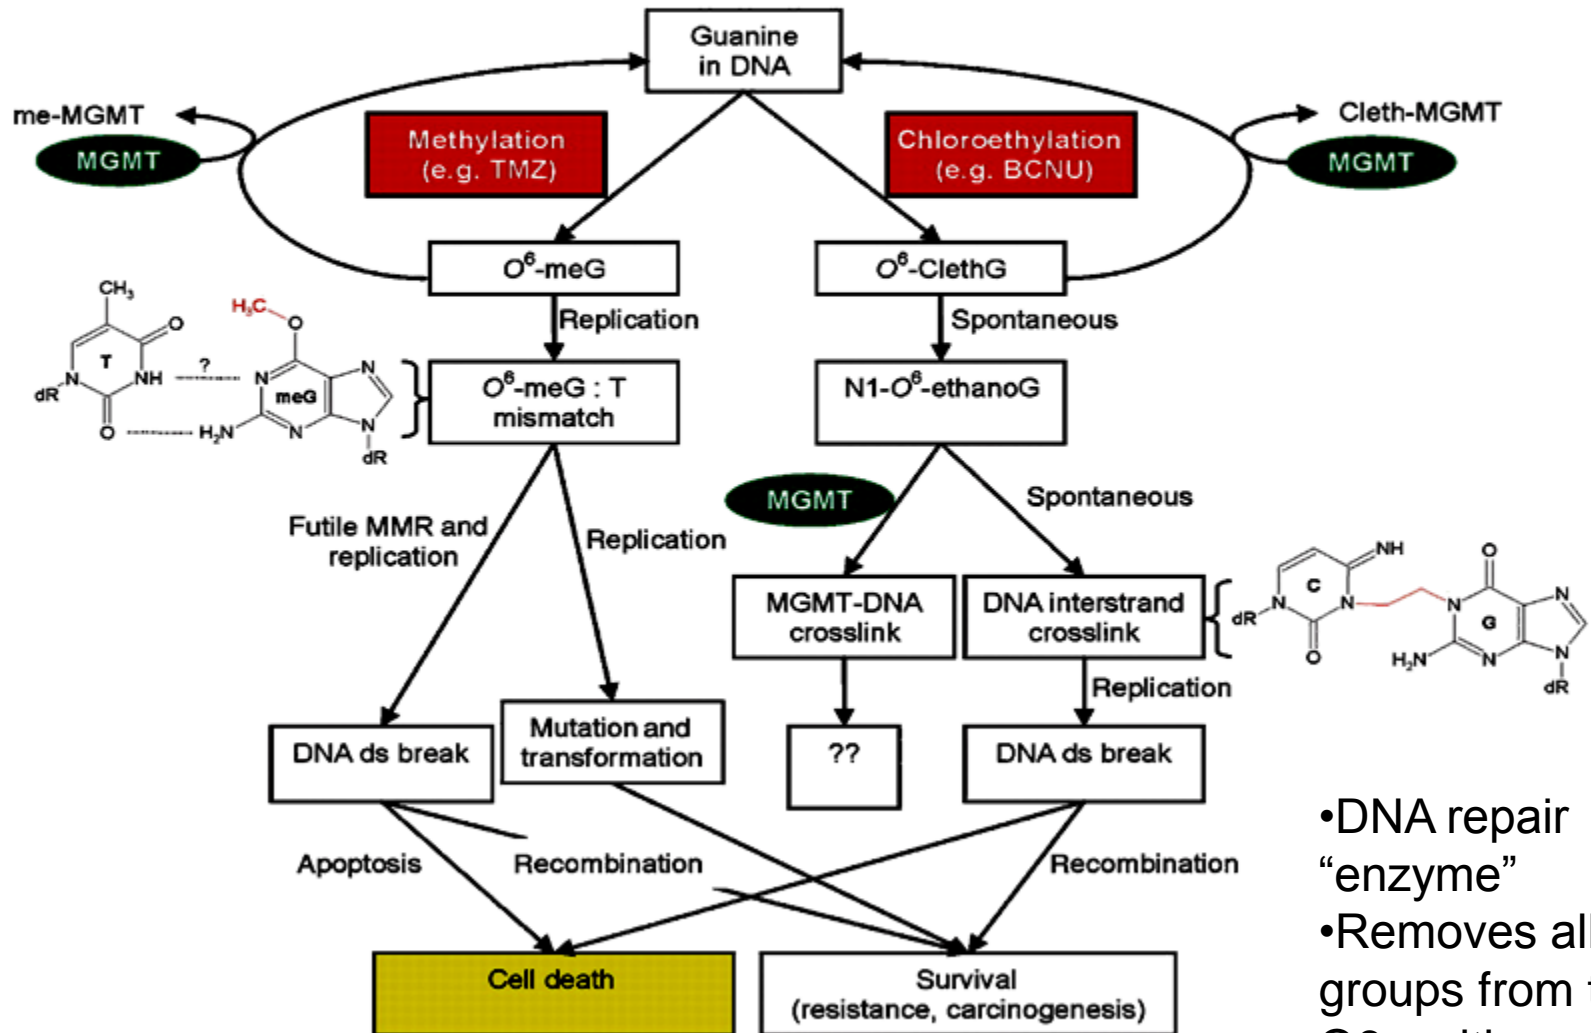 Guanine
in DNA
me-MGMT
MGMT
Methylation
(e.g. TMZ)
Chloroethylation
(e.g. BCNU)
Cleth-MGMT
MGMT
O⁶-meG
O⁶-ClethG
Replication
Spontaneous
CH₃
O
T
NH
N
dR
O
?
H₃C
O
N
meG
N
H₂N
N
N
dR
O⁶-meG : T
mismatch
N1-O⁶-ethanoG
MGMT
Spontaneous
Futile MMR and
replication
Replication
MGMT-DNA
crosslink
DNA interstrand
crosslink
NH
C
N
N
dR
O
O
N
G
N
H₂N
N
N
dR
Replication
DNA ds break
Mutation and
transformation
??
DNA ds break
Apoptosis
Recombination
Recombination
Cell death
Survival
(resistance, carcinogenesis)
•DNA repair
“enzyme”
•Removes
groups from